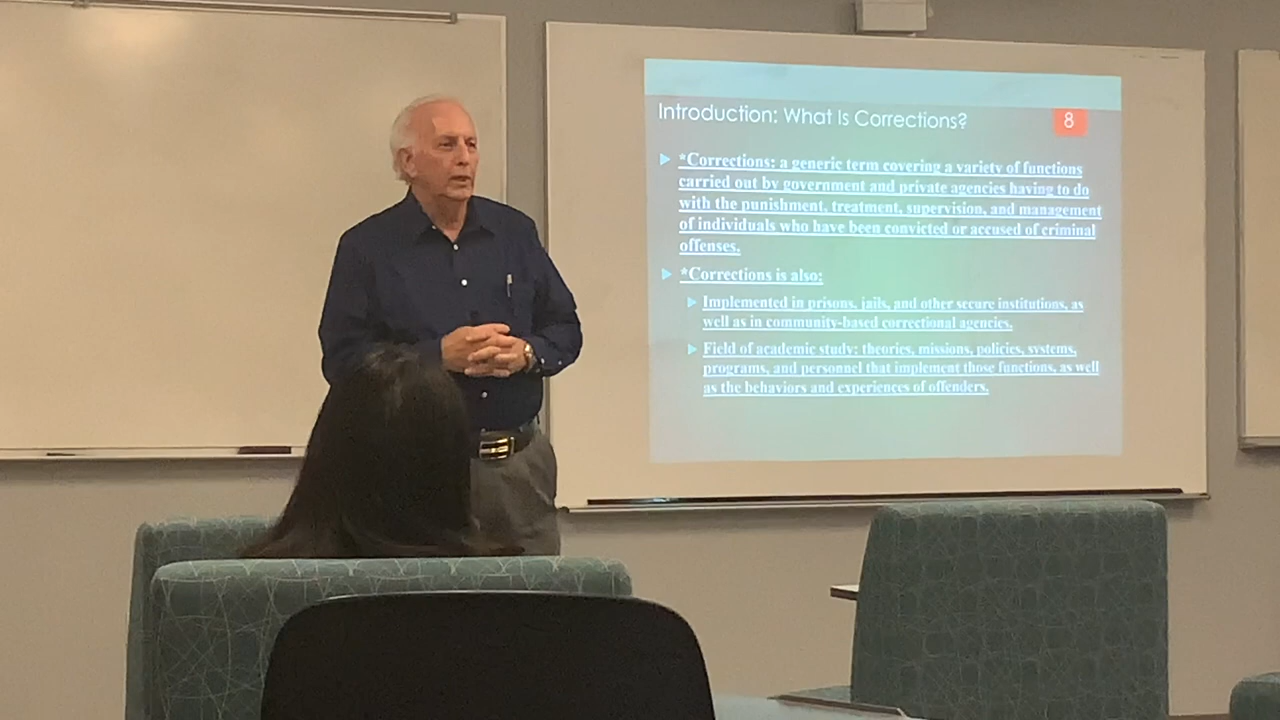 Introduction: What Is Corrections?
8
*Corrections: a generic term covering a variety of functions
carried out by government and private agencies having to do
with the punishment, treatment, supervision, and management
of individuals who have been convicted or accused of criminal
offenses.
*Corrections is also:
Implemented in prisons, jails, and other secure institutions, as
well as in community-based correctional agencies.
Field of academic study: theories, missions, policies, systems,
programs, and personnel that implement those functions, as well
as the behaviors and experiences of offenders.